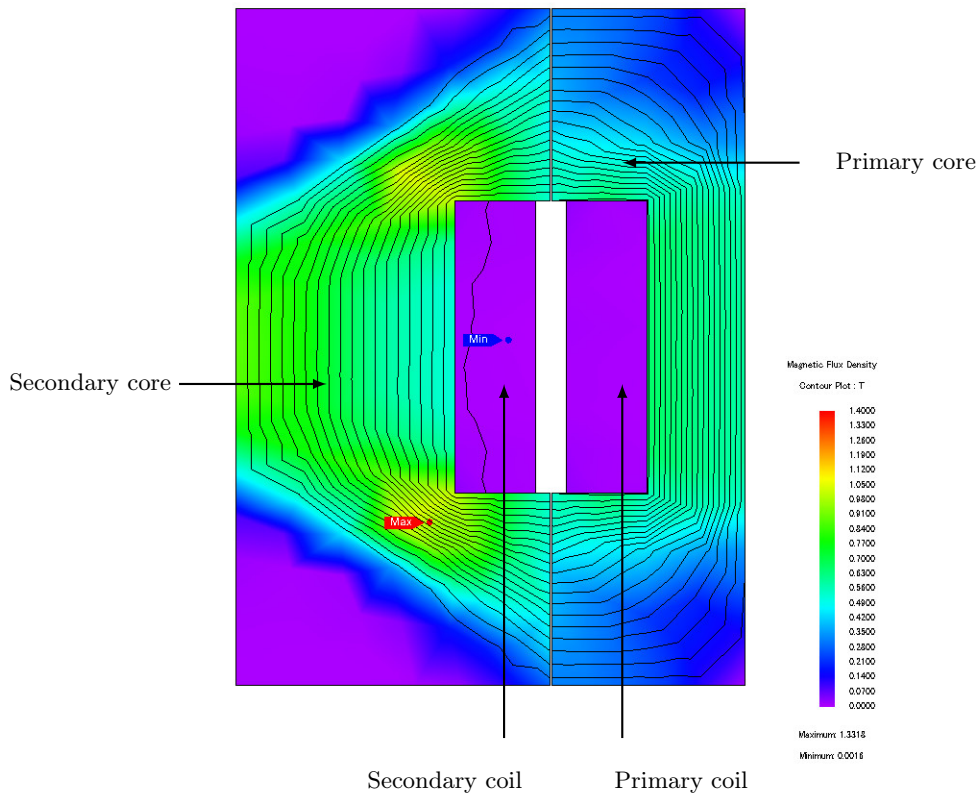 Primary core
Min
Secondary core
Magnetic Flux Density
Contour Plot : T
1.4000
1.3300
1.2600
1.1900
1.1200
1.0500
0.9800
0.9100
0.8400
0.7700
0.7000
0.6300
0.5600
0.4900
0.4200
0.3500
0.2800
0.2100
0.1400
0.0700
0.0000
Max
Maximum: 1.3318
Minimum: 0.0016
Secondary coil
Primary coil